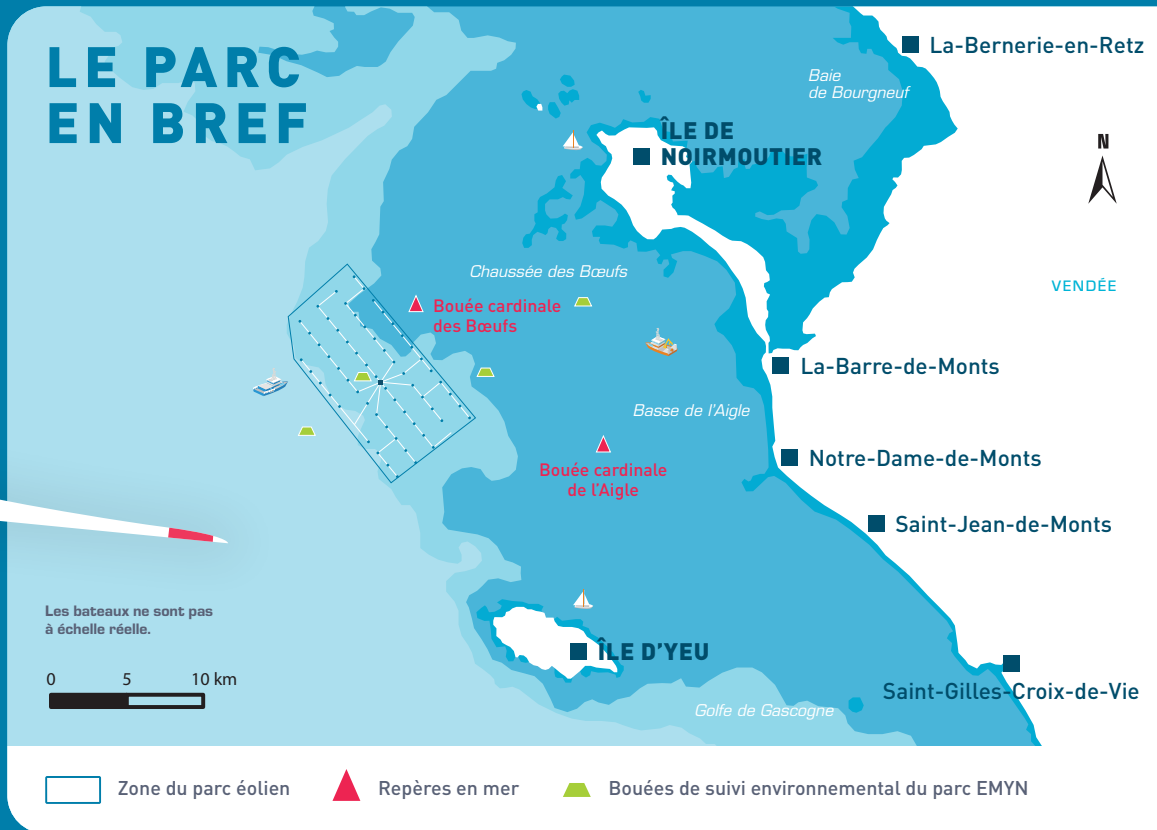 LE PARC
EN BREF
La-Bernerie-en-Retz
Baie
de Bourgneuf
ÎLE DE
NOIRMOUTIER
N
Chaussée des Bœufs
VENDÉE
Bouée cardinale
des Bœufs
La-Barre-de-Monts
Basse de l'Aigle
Notre-Dame-de-Monts
Bouée cardinale
de l'Aigle
Saint-Jean-de-Monts
Les bateaux ne sont pas
à échelle réelle.
ÎLE D'YEU
0 5 10 km
Saint-Gilles-Croix-de-Vie
Golfe de Gascogne
Zone du parc éolien
Repères en mer
Bouées de suivi environnemental du parc EMYN